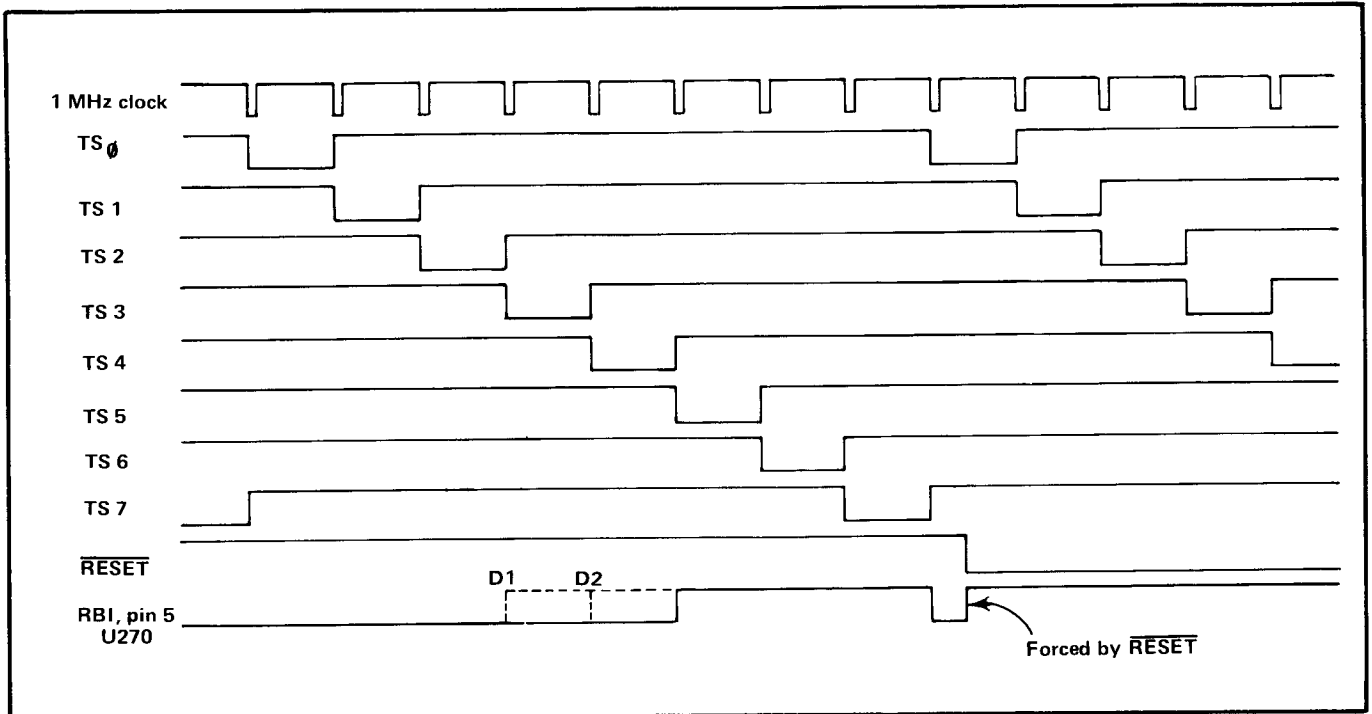 1 MHz clock
TSø
TS 1
TS 2
TS 3
TS 4
TS 5
TS 6
TS 7
RESET
D1 D2
RBI, pin 5
U270
Forced by RESET